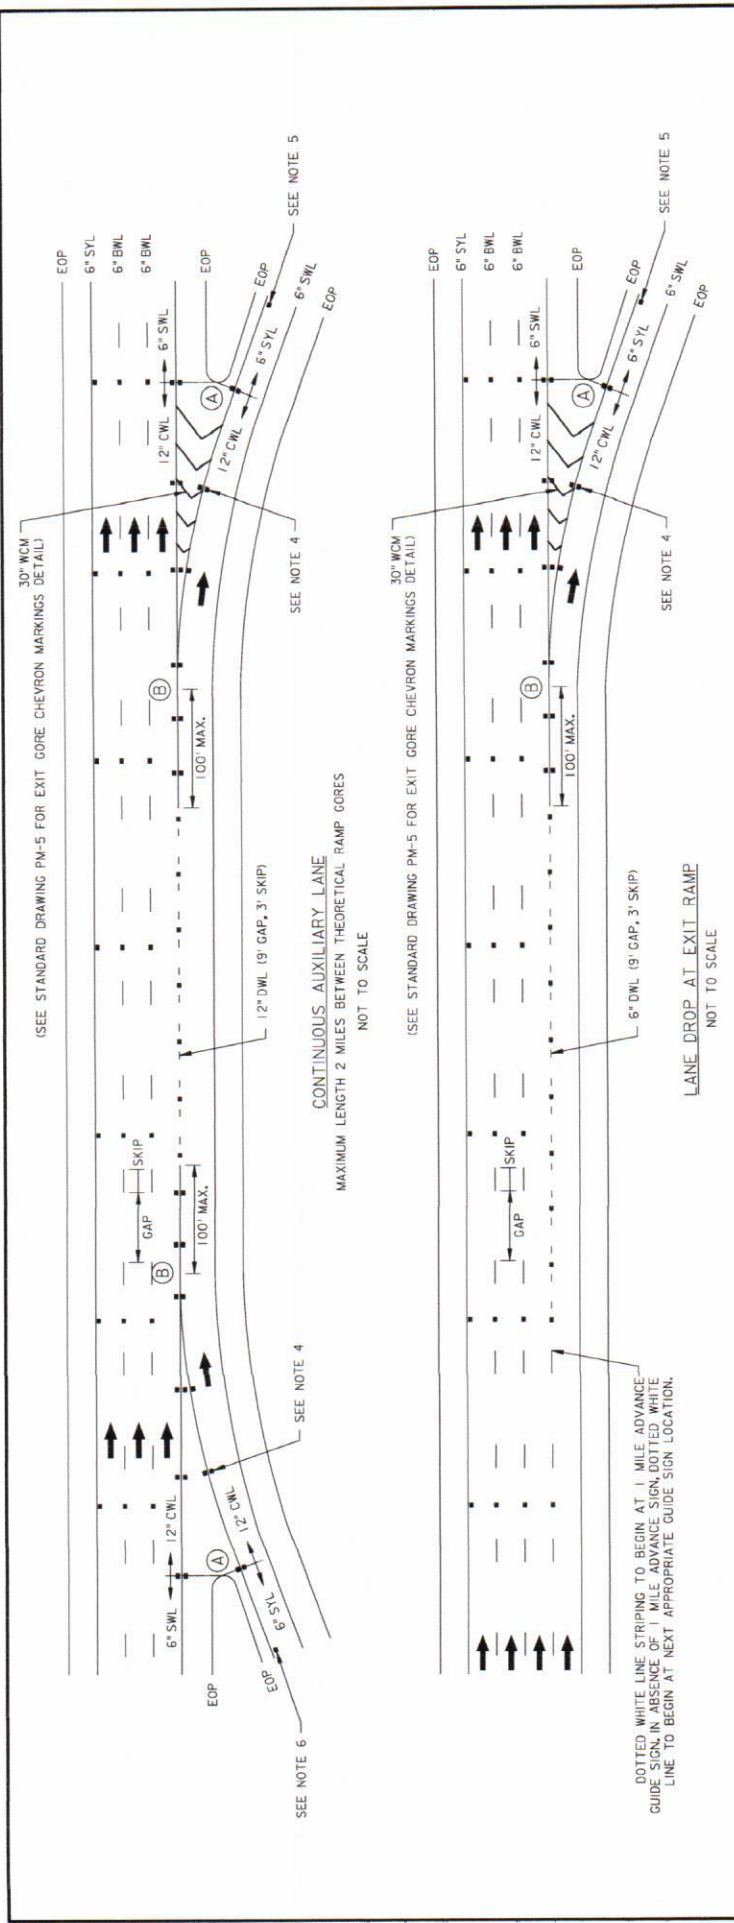 30" WCM
(SEE STANDARD DRAWING PM-5 FOR EXIT GORE CHEVRON MARKINGS DETAIL)
EOP
6" SYL
6" BWL
6" BWL
EOP
EOP
6" SWL
EOP
SEE NOTE 5
6" SWL
12" CWL
A
6" SYL
12" CWL
SEE NOTE 4
B
100' MAX.
12" DWL (9' GAP, 3' SKIP)
SKIP
GAP
100' MAX.
B
SEE NOTE 4
12" CWL
6" SWL
12" CWL
A
6" SYL
EOP
EOP
SEE NOTE 6
CONTINUOUS AUXILIARY LANE
MAXIMUM LENGTH 2 MILES BETWEEN THEORETICAL RAMP GORES
NOT TO SCALE
30" WCM
(SEE STANDARD DRAWING PM-5 FOR EXIT GORE CHEVRON MARKINGS DETAIL)
EOP
6" SYL
6" BWL
6" BWL
EOP
EOP
6" SWL
EOP
SEE NOTE 5
6" SWL
12" CWL
A
6" SYL
12" CWL
SEE NOTE 4
B
100' MAX.
6" DWL (9' GAP, 3' SKIP)
SKIP
GAP
DOTTED WHITE LINE STRIPING TO BEGIN AT 1 MILE ADVANCE
GUIDE SIGN. IN ABSENCE OF 1 MILE ADVANCE SIGN, DOTTED WHITE
LINE TO BEGIN AT NEXT APPROPRIATE GUIDE SIGN LOCATION.
LANE DROP AT EXIT RAMP
NOT TO SCALE